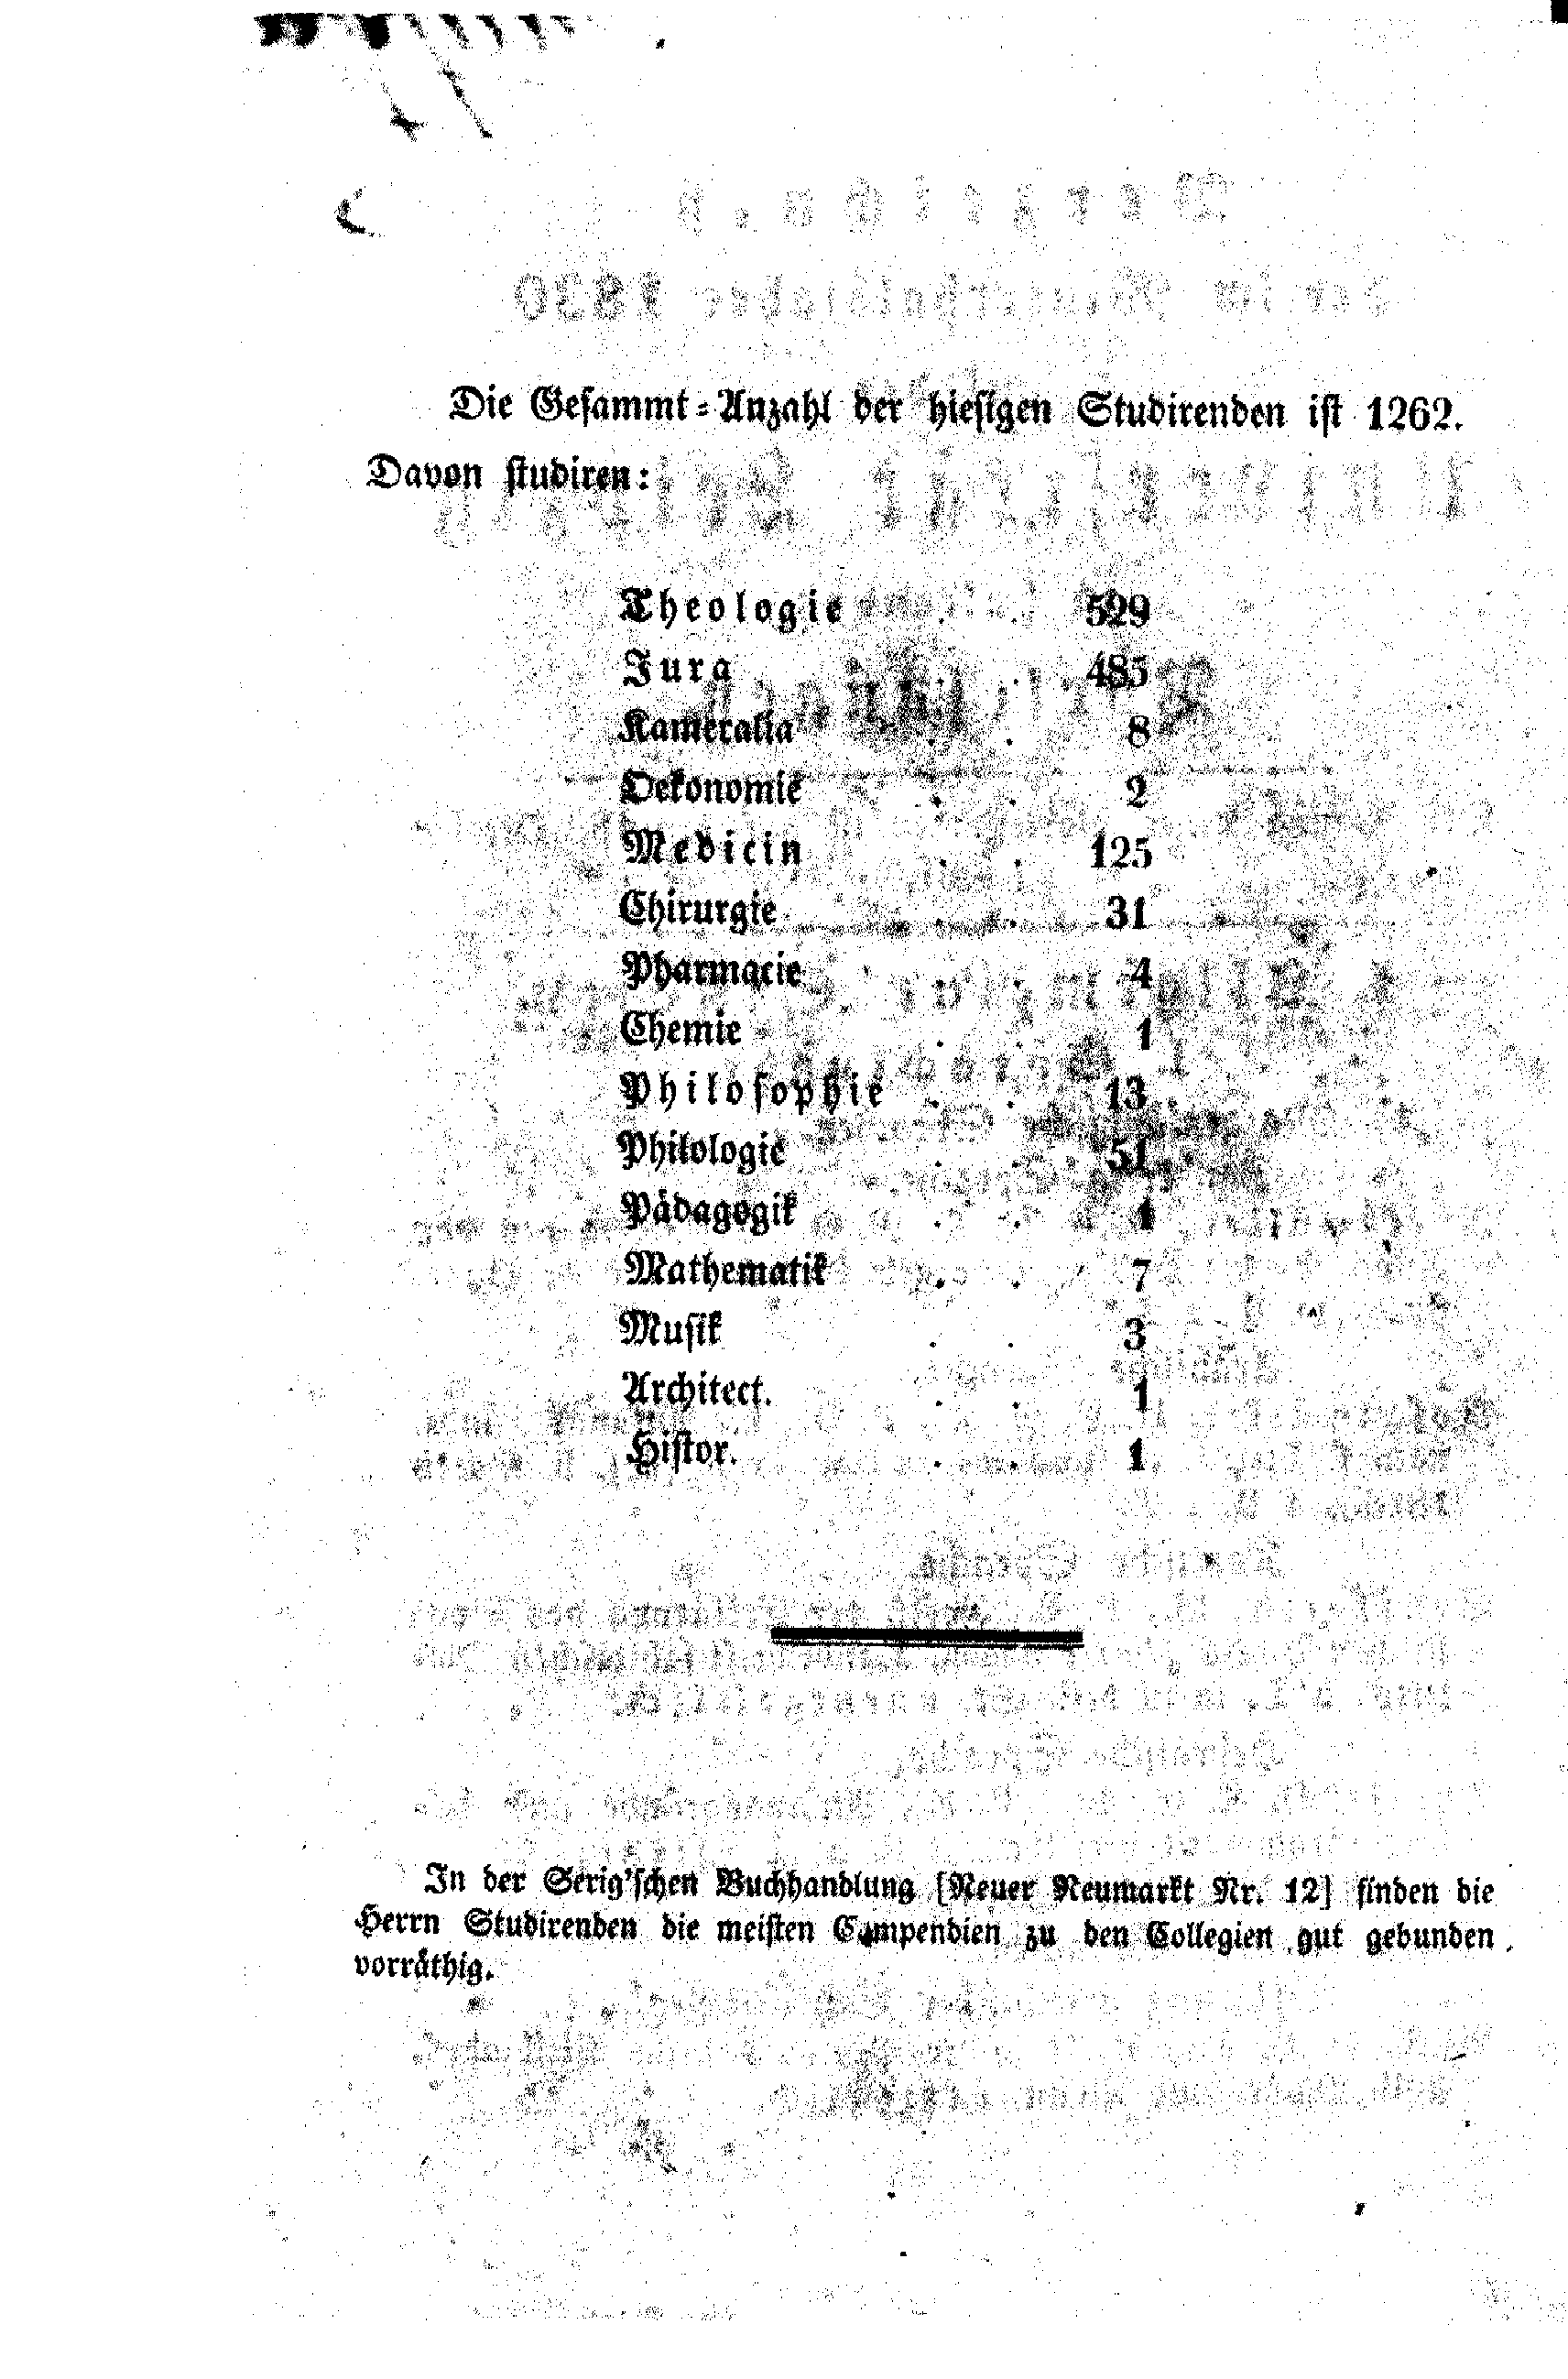 Die Gesammt=Anzahl der hiesigen Studirenden ist 1262.
Davon studiren:
Theologie . . 529
Jura . . 485
Kameralia . . 8
Oekonomie . . 2
Medicin . . 125
Chirurgie . . 31
Pharmacie . . 4
Chemie . . 1
Philosophie . . 13
Philologie . . 51
Pädagogik . . 1
Mathematik . . 7
Musik . . 3
Architect. . . 1
Histor. . . 1
In der Serig'schen Buchhandlung [Neuer Neumarkt Nr. 12] finden die
Herrn Studirenden die meisten Compendien zu den Collegien gut gebunden
vorräthig.